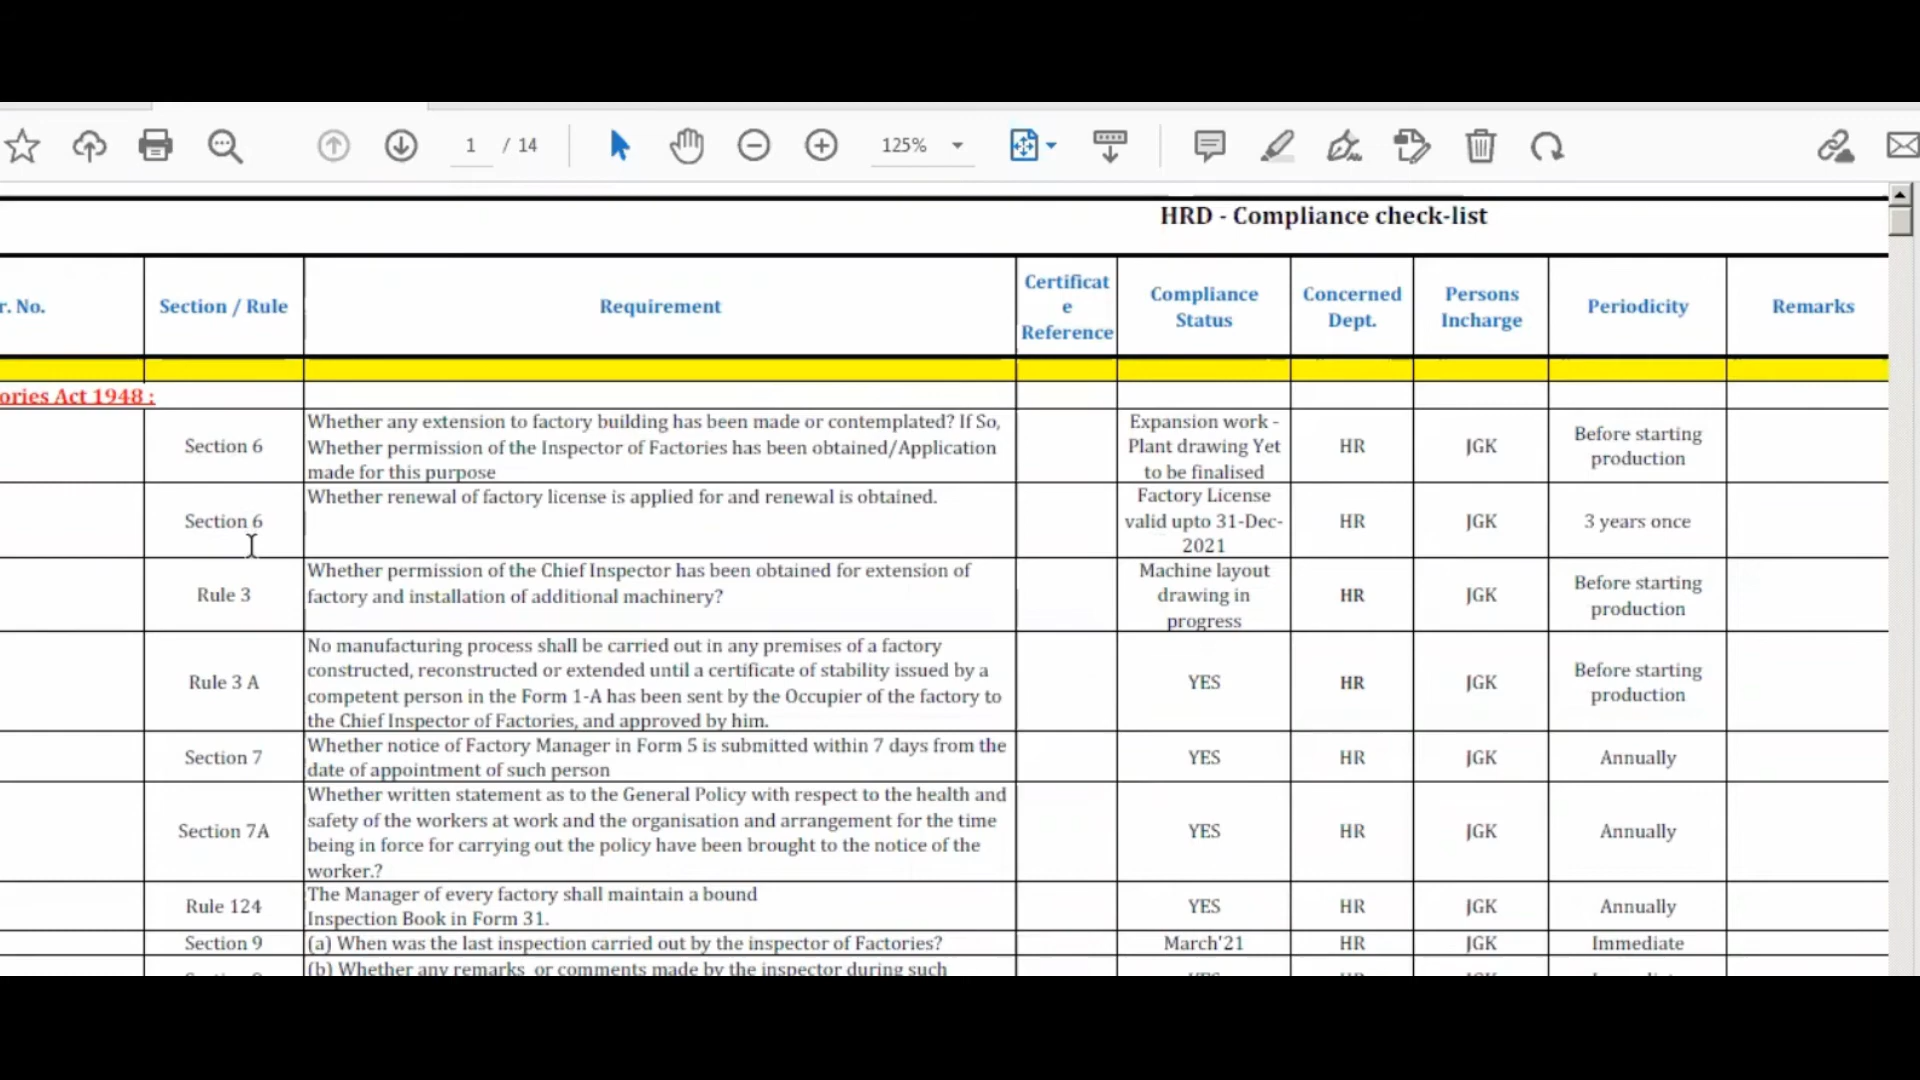 1 / 14
125%
HRD - Compliance check-list
r. No.
Section / Rule
Requirement
Certificat
e
Reference
Compliance
Status
Concerned
Dept.
Persons
Incharge
Periodicity
Remarks
ories Act 1948 :
Section 6
Whether any extension to factory building has been made or contemplated? If So,
Whether permission of the Inspector of Factories has been obtained/Application
made for this purpose
Expansion work -
Plant drawing Yet
to be finalised
HR
JGK
Before starting
production
Section 6
Whether renewal of factory license is applied for and renewal is obtained.
Factory License
valid upto 31-Dec-
2021
HR
JGK
3 years once
Rule 3
Whether permission of the Chief Inspector has been obtained for extension of
factory and installation of additional machinery?
Machine layout
drawing in
progress
HR
JGK
Before starting
production
Rule 3 A
No manufacturing process shall be carried out in any premises of a factory
constructed, reconstructed or extended until a certificate of stability issued by a
competent person in the Form 1-A has been sent by the Occupier of the factory to
the Chief Inspector of Factories, and approved by him.
YES
HR
JGK
Before starting
production
Section 7
Whether notice of Factory Manager in Form 5 is submitted within 7 days from the
date of appointment of such person
YES
HR
JGK
Annually
Section 7A
Whether written statement as to the General Policy with respect to the health and
safety of the workers at work and the organisation and arrangement for the time
being in force for carrying out the policy have been brought to the notice of the
worker.?
YES
HR
JGK
Annually
Rule 124
The Manager of every factory shall maintain a bound
Inspection Book in Form 31.
YES
HR
JGK
Annually
Section 9
(a) When was the last inspection carried out by the inspector of Factories?
March'21
HR
JGK
Immediate
(b) Whether any remarks or comments made by the inspector during such